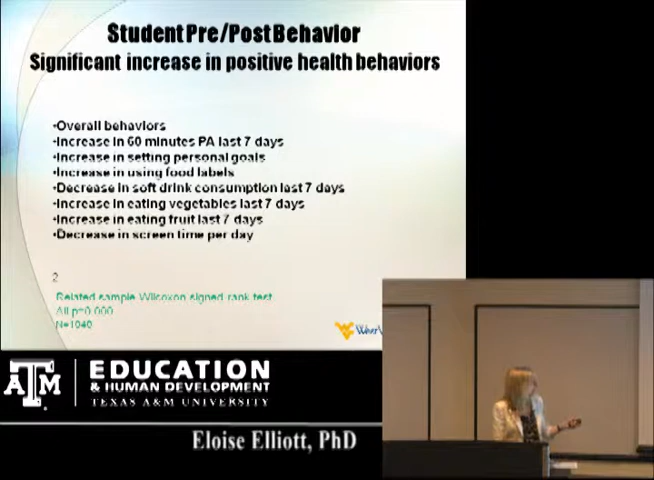 Student Pre/Post Behavior
Significant increase in positive health behaviors
•Overall behaviors
•Increase in 60 minutes PA last 7 days
•Increase in setting personal goals
•Increase in using food labels
•Decrease in soft drink consumption last 7 days
•Increase in eating vegetables last 7 days
•Increase in eating fruit last 7 days
•Decrease in screen time per day
2
Related sample Wilcoxon signed rank test
All p=0.000
N=1040
ATM
EDUCATION
& HUMAN DEVELOPMENT
TEXAS A&M UNIVERSITY
Eloise Elliott, PhD